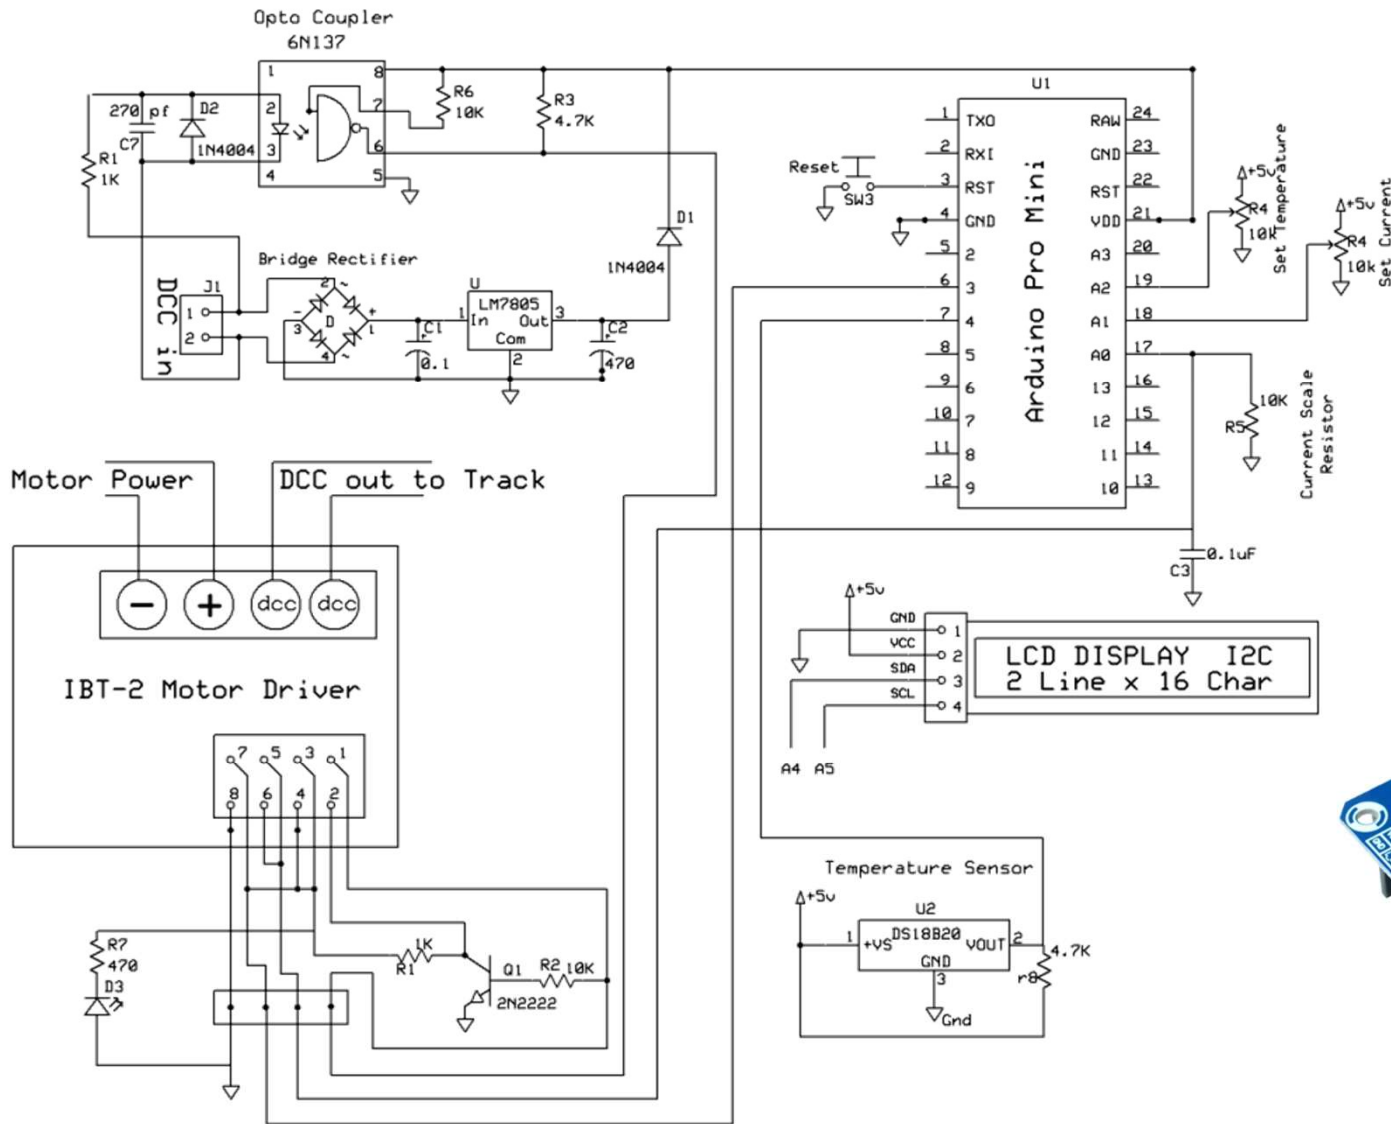 Opto Coupler
6N137
1
2
3
4
8
7
6
5
270 pf
C7
D2
1N4004
R1
1K
R6
10K
R3
4.7K
D1
1N4004
Bridge Rectifier
DCC in
J1
1
2
2
~
-
3
D
+
1
4
~
C1
0.1
U
LM7805
1
In
Out
3
Com
2
C2
470
U1
Arduino Pro Mini
1 TXO
2 RXI
3 RST
4 GND
5 2
6 3
7 4
8 5
9 6
10 7
11 8
12 9
RAW 24
GND 23
RST 22
VDD 21
A3 20
A2 19
A1 18
A0 17
13 16
12 15
11 14
10 13
Reset
SW3
+5v
R4
10k
Set Temperature
+5v
R4
10k
Set Current
10K
R5
Current Scale
Resistor
0.1uF
C3
Motor Power
DCC out to Track
-
+
dcc
dcc
IBT-2 Motor Driver
7 5 3 1
8 6 4 2
R7
470
D3
1K
R1
Q1
2N2222
R2 10K
+5v
GND
VCC
SDA
SCL
1
2
3
4
LCD DISPLAY I2C
2 Line x 16 Char
A4 A5
Temperature Sensor
+5v
U2
DS18B20
1
+VS
VOUT
2
GND
3
Gnd
4.7K
r8